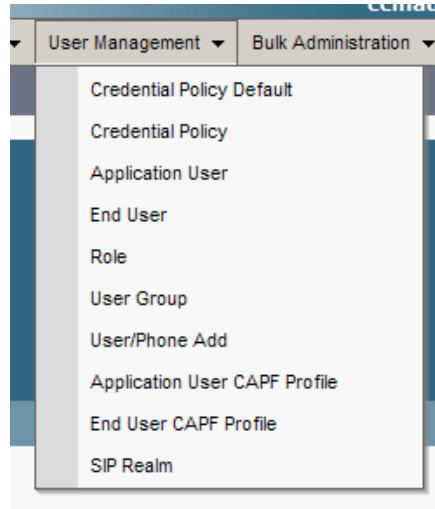 User Management Bulk Administration
Credential Policy Default
Credential Policy
Application User
End User
Role
User Group
User/Phone Add
Application User CAPF Profile
End User CAPF Profile
SIP Realm